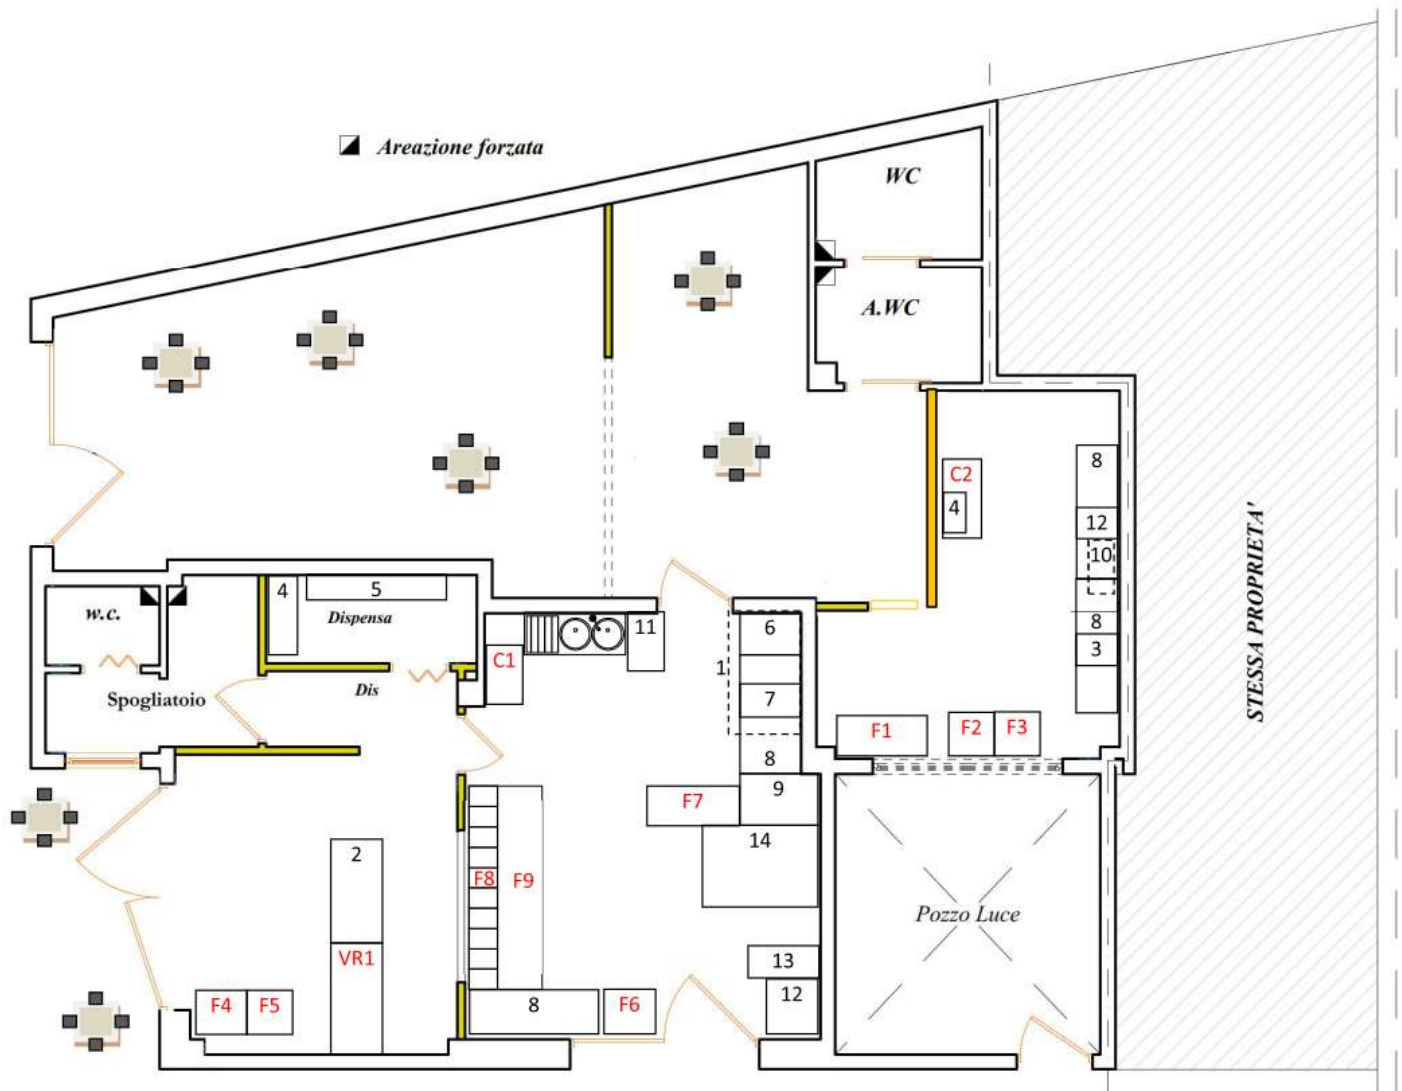 Areazione forzata
WC
A.WC
C2
4
8
12
10
8
3
STESSA PROPRIETA'
w.c.
4
5
Dispensa
Dis
Spogliatoio
C1
11
1
6
7
8
9
F7
14
F1
F2
F3
2
VR1
F4
F5
F8
F9
8
F6
13
12
Pozzo Luce